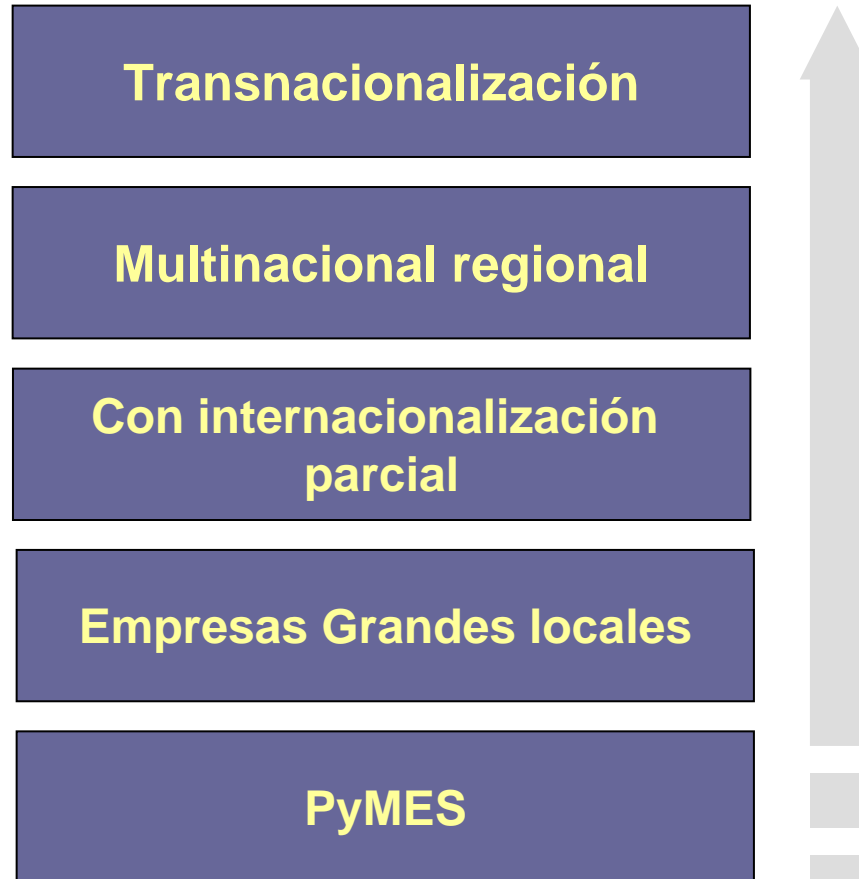 Transnacionalización
Multinacional regional
Con internacionalización
parcial
Empresas Grandes locales
PyMES